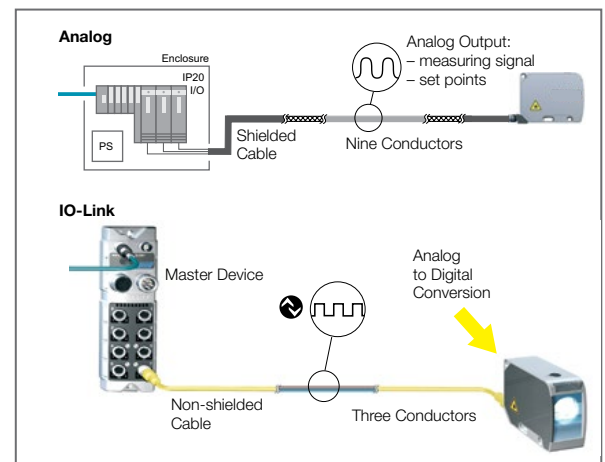 Analog
Enclosure
IP20
I/O
PS
Shielded
Cable
Nine Conductors
Analog Output:
– measuring signal
– set points
IO-Link
Master Device
Analog
to Digital
Conversion
Non-shielded
Cable
Three Conductors